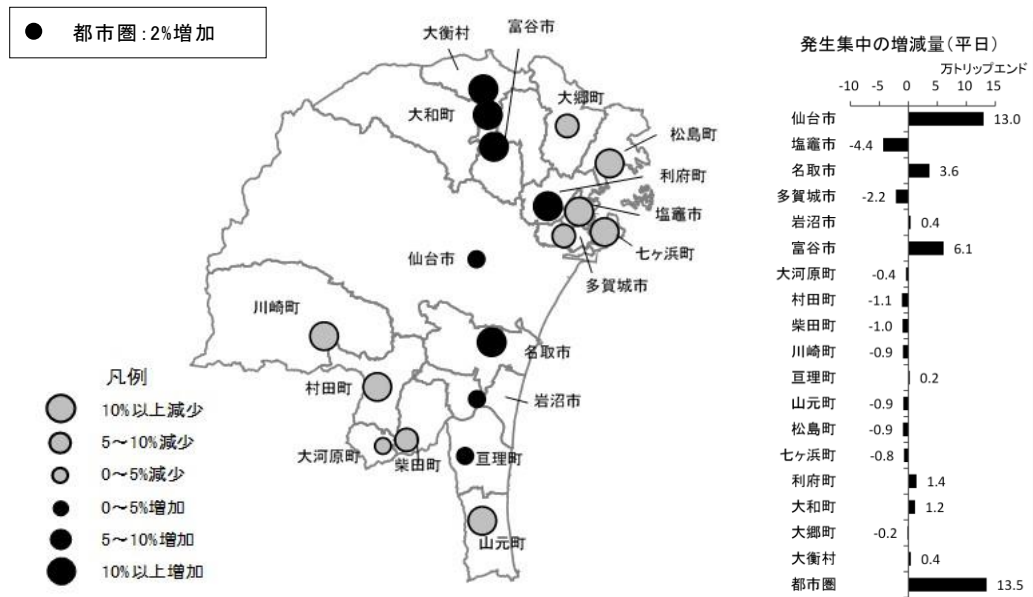 都市圏：2%増加
大衡村
富谷市
大和町
大郷町
松島町
利府町
塩竈市
七ヶ浜町
多賀城市
仙台市
川崎町
名取市
村田町
岩沼市
大河原町
柴田町
亘理町
山元町
凡例
10%以上減少
5～10%減少
0～5%減少
0～5%増加
5～10%増加
10%以上増加
発生集中の増減量（平日）
万トリップエンド
-10 -5 0 5 10 15
仙台市 13.0
塩竈市 -4.4
名取市 3.6
多賀城市 -2.2
岩沼市 0.4
富谷市 6.1
大河原町 -0.4
村田町 -1.1
柴田町 -1.0
川崎町 -0.9
亘理町 0.2
山元町 -0.9
松島町 -0.9
七ヶ浜町 -0.8
利府町 1.4
大和町 1.2
大郷町 -0.2
大衡村 0.4
都市圏 13.5